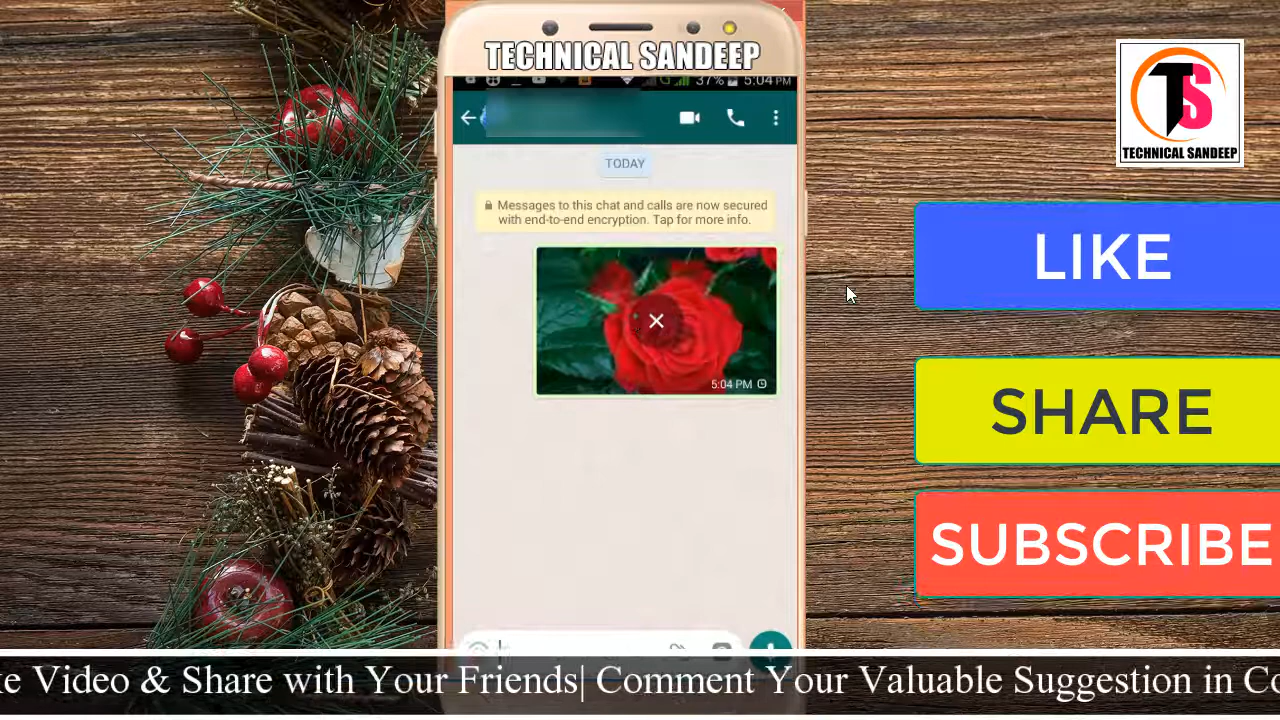 TECHNICAL SANDEEP
37% 5:04 PM
TODAY
Messages to this chat and calls are now secured
with end-to-end encryption. Tap for more info.
5:04 PM
TS
TECHNICAL SANDEEP
LIKE
SHARE
SUBSCRIBE
ke Video & Share with Your Friends| Comment Your Valuable Suggestion in Co